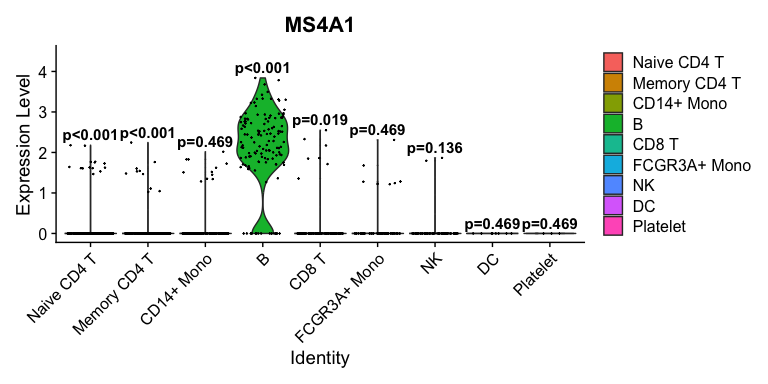 MS4A1
Expression Level
4
3
2
1
0
p<0.001
p<0.001
p=0.469
p<0.001
p=0.019
p=0.469
p=0.136
p=0.469
p=0.469
Naive CD4 T
Memory CD4 T
CD14+ Mono
B
CD8 T
FCGR3A+ Mono
NK
DC
Platelet
Identity
Naive CD4 T
Memory CD4 T
CD14+ Mono
B
CD8 T
FCGR3A+ Mono
NK
DC
Platelet